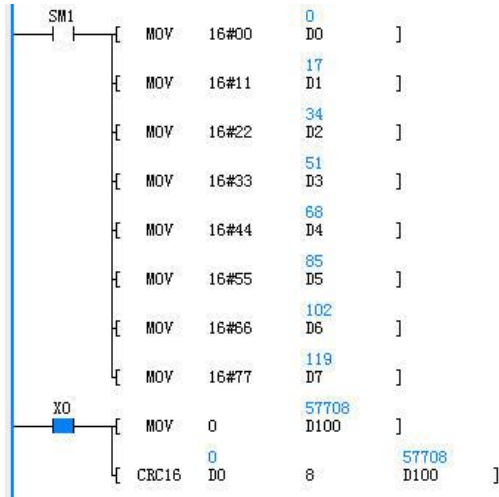 SM1 0
[ MOV 16#00 D0 ]
17
[ MOV 16#11 D1 ]
34
[ MOV 16#22 D2 ]
51
[ MOV 16#33 D3 ]
68
[ MOV 16#44 D4 ]
85
[ MOV 16#55 D5 ]
102
[ MOV 16#66 D6 ]
119
[ MOV 16#77 D7 ]
X0 57708
[ MOV 0 D100 ]
0 57708
[ CRC16 D0 8 D100 ]